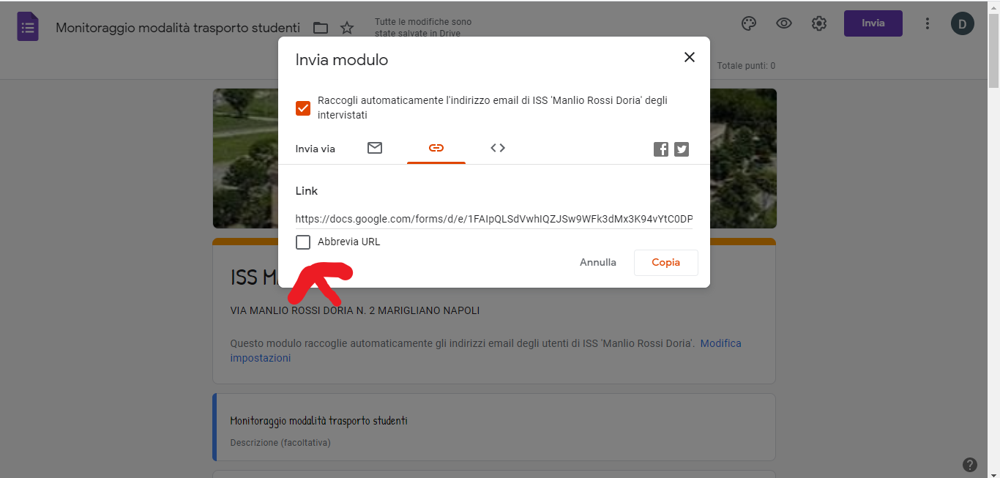 Monitoraggio modalità trasporto studenti
Tutte le modifiche sono
state salvate in Drive
Invia
D
Totale punti: 0
Invia modulo
Raccogli automaticamente l'indirizzo email di ISS 'Manlio Rossi Doria' degli
intervistati
Invia via
Link
https://docs.google.com/forms/d/e/1FAIpQLSdVwhIQZJSw9WFk3dMx3K94vYtC0DP
Abbrevia URL
Annulla
Copia
ISS M
VIA MANLIO ROSSI DORIA N. 2 MARIGLIANO NAPOLI
Questo modulo raccoglie automaticamente gli indirizzi email degli utenti di ISS 'Manlio Rossi Doria'. Modifica
impostazioni
Monitoraggio modalità trasporto studenti
Descrizione (facoltativa)